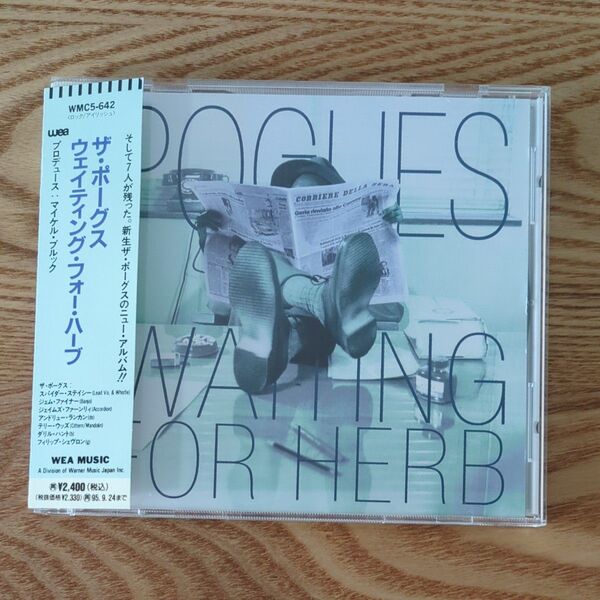 WMC5-642
(ロック/アイリッシュ)
wea
ザ・ポーグス
ウェイティング・フォー・ハーブ
プロデュース:マイケル・ブルック
そして7人が残った。新生ザ・ポーグスのニュー・アルバム!!
ザ・ポーグス:
スパイダー・ステイシー(Lead Vo. & Whistle)
ジェム・ファイナー(Banjo)
ジェイムズ・ファーンリィ(Accordion)
アンドリュー・ランカン(ds)
テリー・ウッズ(Cittern/Mandolin)
ダリル・ハント(b)
フィリップ・シェヴロン(g)
WEA MUSIC
A Division of Warner Music Japan Inc.
¥2,400(税込)
(税抜価格¥2,330) 95.9.24まで
POGUES
CORRIERE DELLA SERA
WAITING
FOR HERB